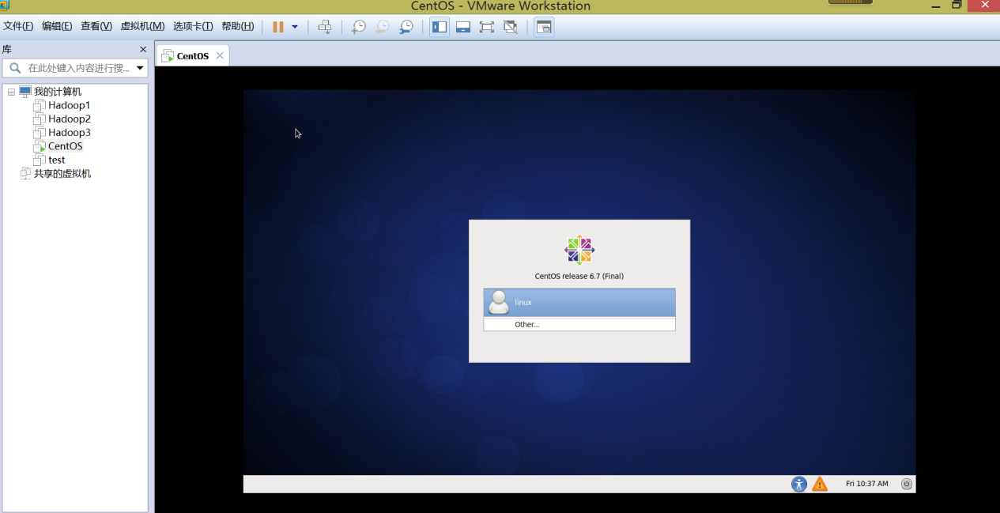 CentOS - VMware Workstation
文件(F) 编辑(E) 查看(V) 虚拟机(M) 选项卡(T) 帮助(H)
库
在此处键入内容进行搜...
我的计算机
Hadoop1
Hadoop2
Hadoop3
CentOS
test
共享的虚拟机
CentOS
CentOS release 6.7 (Final)
linux
Other...
Fri 10:37 AM